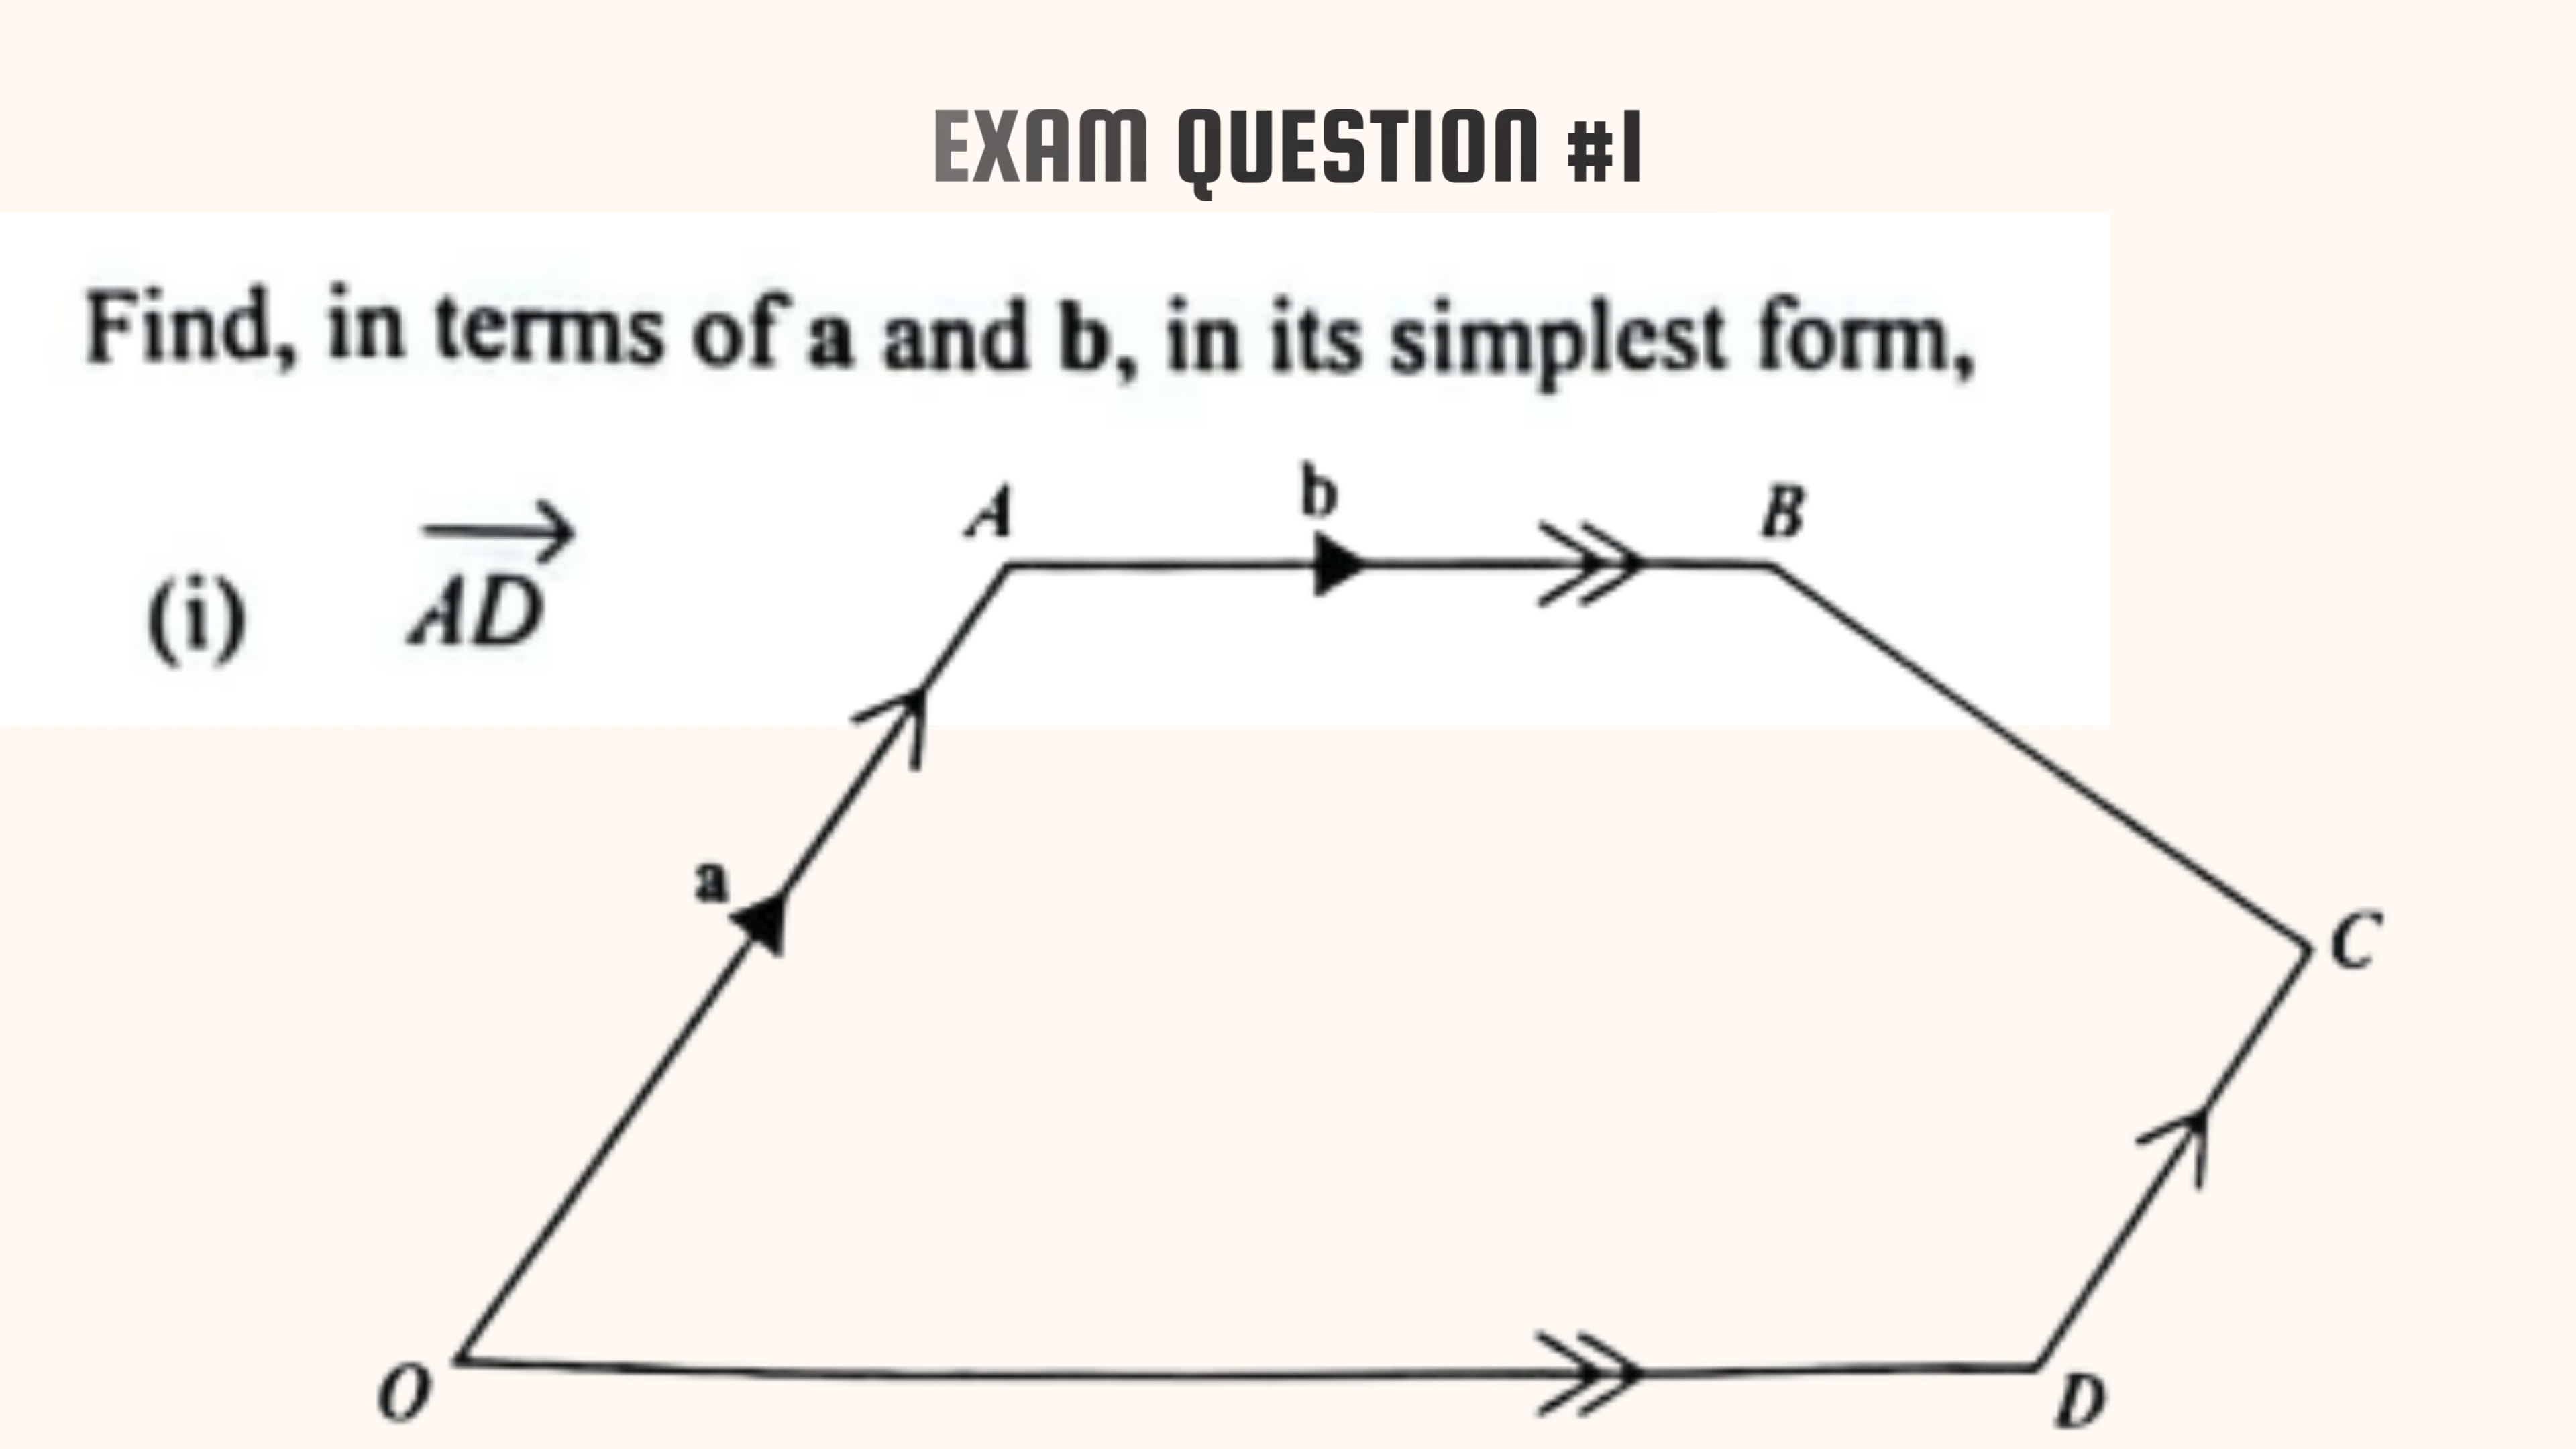 EXAM QUESTION #1
Find, in terms of a and b, in its simplest form,
(i) AD
A b B
a
C
O D